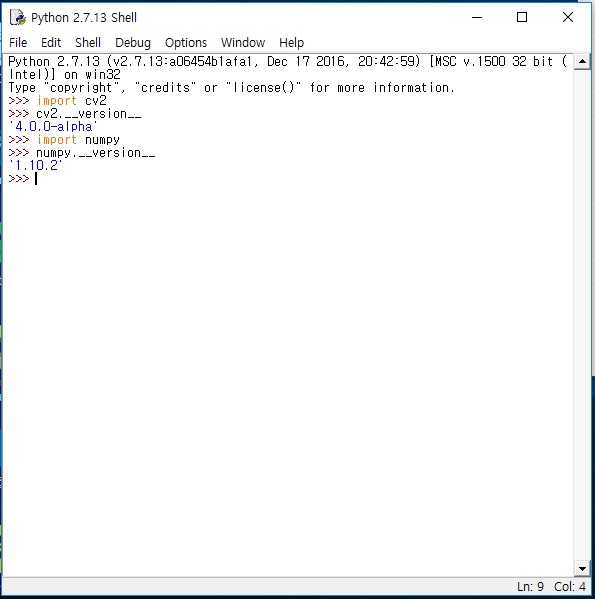 Python 2.7.13 Shell
File Edit Shell Debug Options Window Help
Python 2.7.13 (v2.7.13:a06454b1afa1, Dec 17 2016, 20:42:59) [MSC v.1500 32 bit (
Intel)] on win32
Type "copyright", "credits" or "license()" for more information.
>>> import cv2
>>> cv2.__version__
'4.0.0-alpha'
>>> import numpy
>>> numpy.__version__
'1.10.2'
>>>
Ln: 9 Col: 4